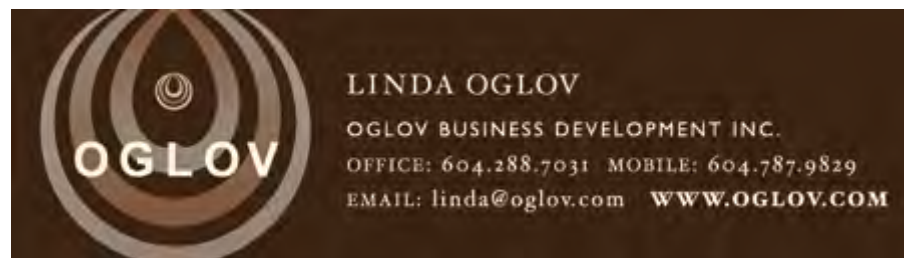 OGLOV
LINDA OGLOV
OGLOV BUSINESS DEVELOPMENT INC.
OFFICE: 604.288.7031 MOBILE: 604.787.9829
EMAIL: linda@oglov.com WWW.OGLOV.COM